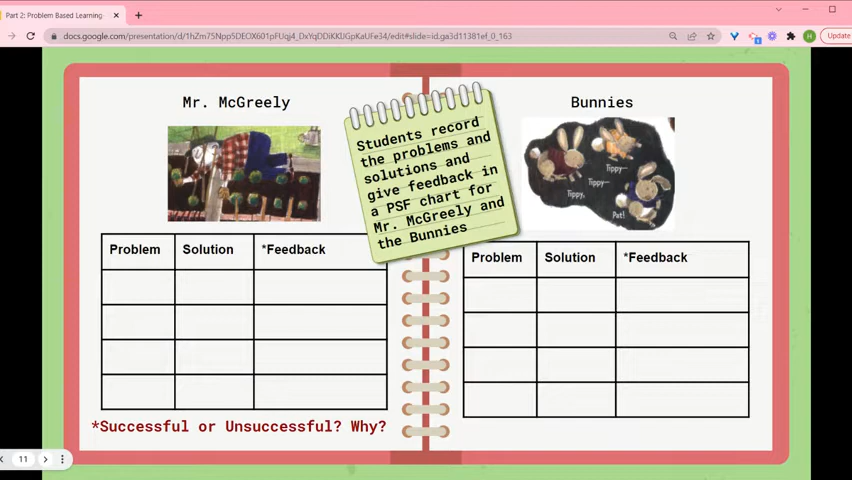 Part 2: Problem Based Learning
docs.google.com/presentation/d/1hZm75Npp5DEOX601pFUqj4_DxYqDDiKKUGpKaUFe34/edit#slide=id.ga3d11381ef_0_163
H
Update
Mr. McGreely
Bunnies
Students record
the problems and
solutions and
give feedback in
a PSF chart for
Mr. McGreely and
the Bunnies
Tippy—
Tippy—
Tippy,
Pat!
Problem Solution *Feedback
Problem Solution *Feedback
*Successful or Unsuccessful? Why?
11